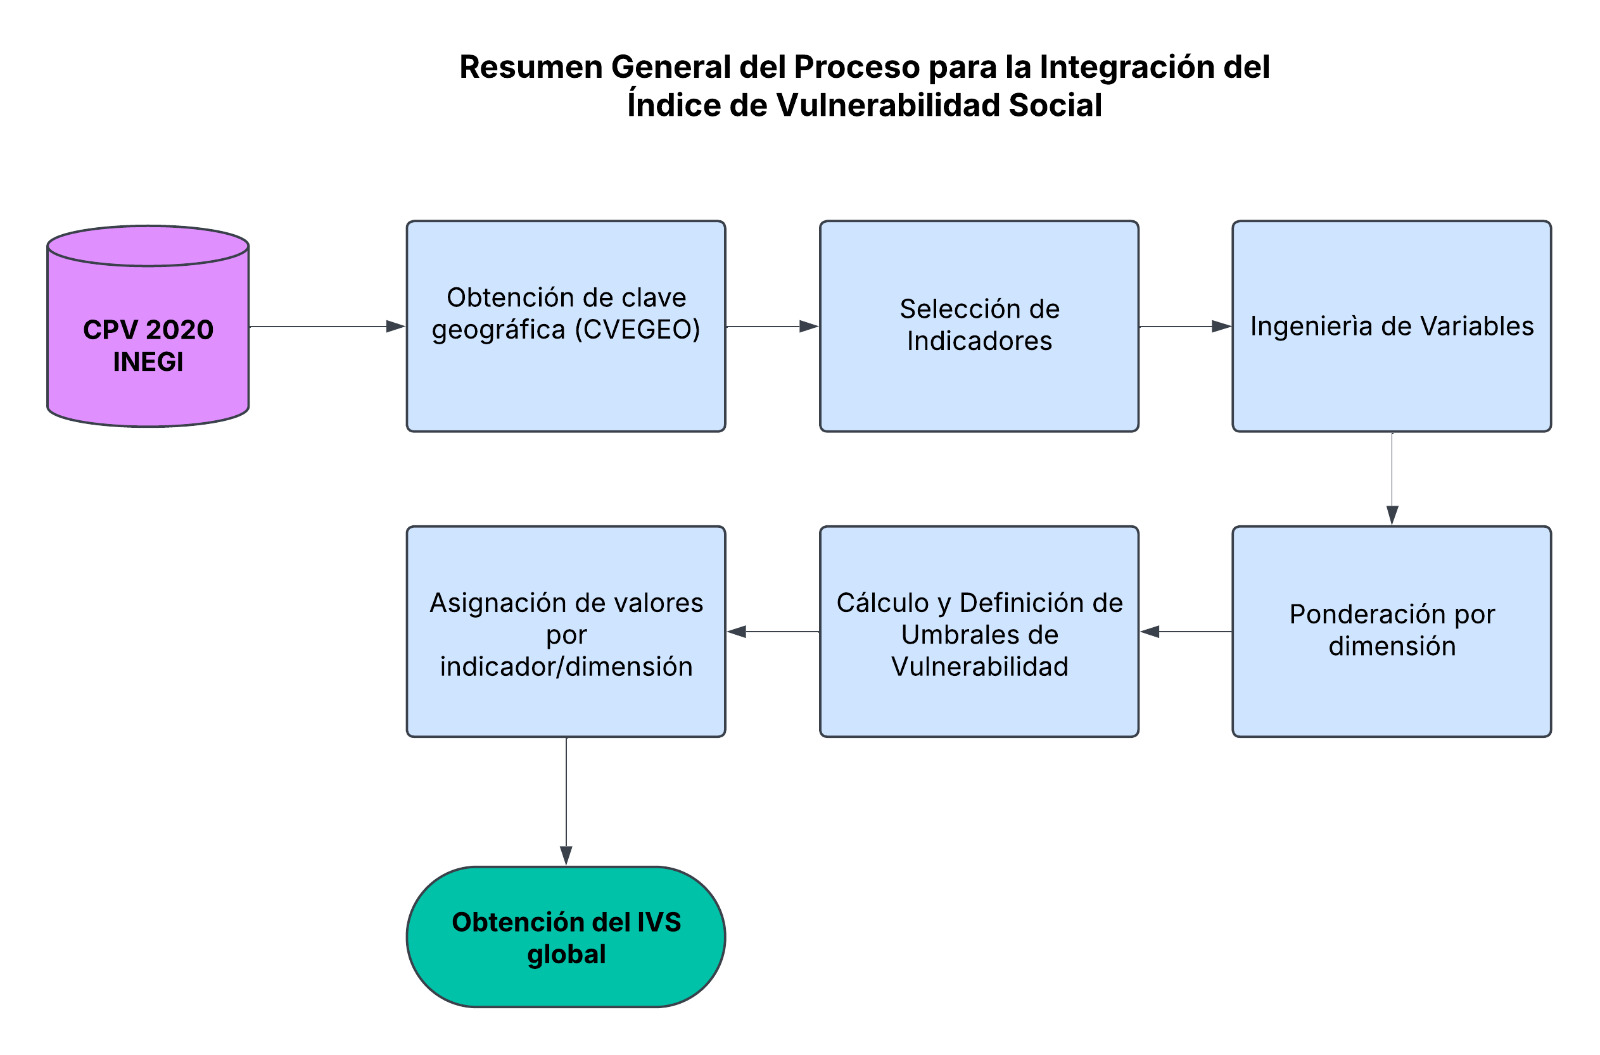 Resumen General del Proceso para la Integración del
Índice de Vulnerabilidad Social
CPV 2020
INEGI
Obtención de clave
geográfica (CVEGEO)
Selección de
Indicadores
Ingenierìa de Variables
Ponderación por
dimensión
Cálculo y Definición de
Umbrales de
Vulnerabilidad
Asignación de valores
por
indicador/dimensión
Obtención del IVS
global